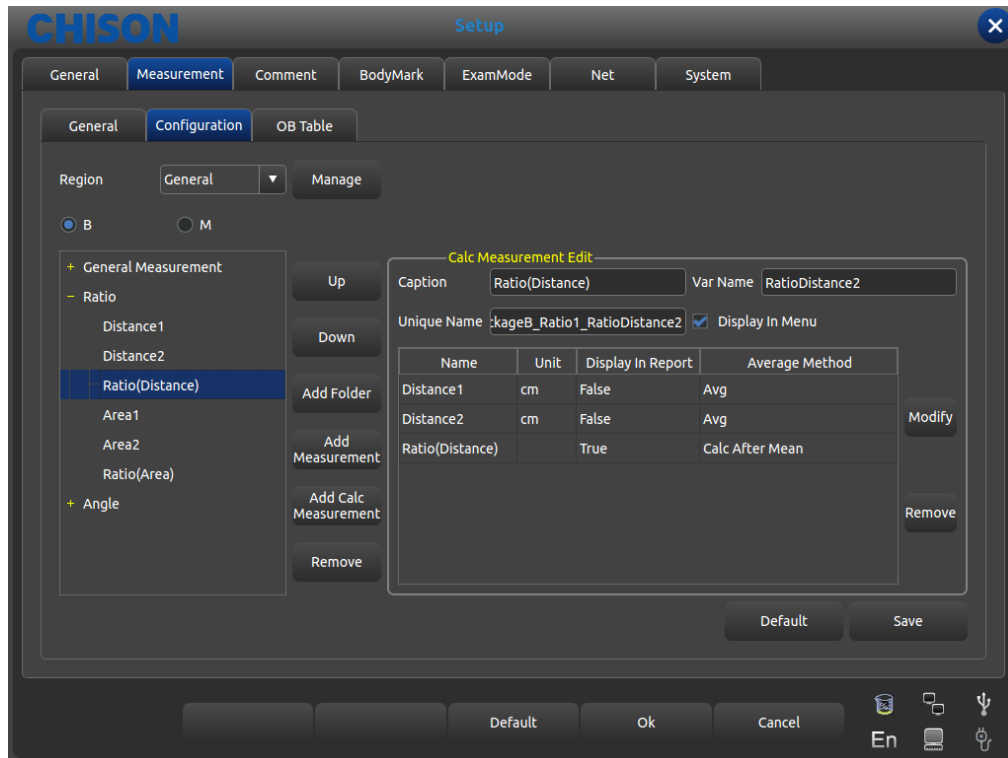 CHISON
Setup
General Measurement Comment BodyMark ExamMode Net System
General Configuration OB Table
Region General Manage
B M
+ General Measurement
− Ratio
Distance1
Distance2
Ratio(Distance)
Area1
Area2
Ratio(Area)
+ Angle
Up
Down
Add Folder
Add
Measurement
Add Calc
Measurement
Remove
Calc Measurement Edit
Caption Ratio(Distance) Var Name RatioDistance2
Unique Name ckageB_Ratio1_RatioDistance2 Display In Menu
Name Unit Display In Report Average Method
Distance1 cm False Avg
Distance2 cm False Avg
Ratio(Distance) True Calc After Mean
Modify
Remove
Default Save
Default Ok Cancel
En